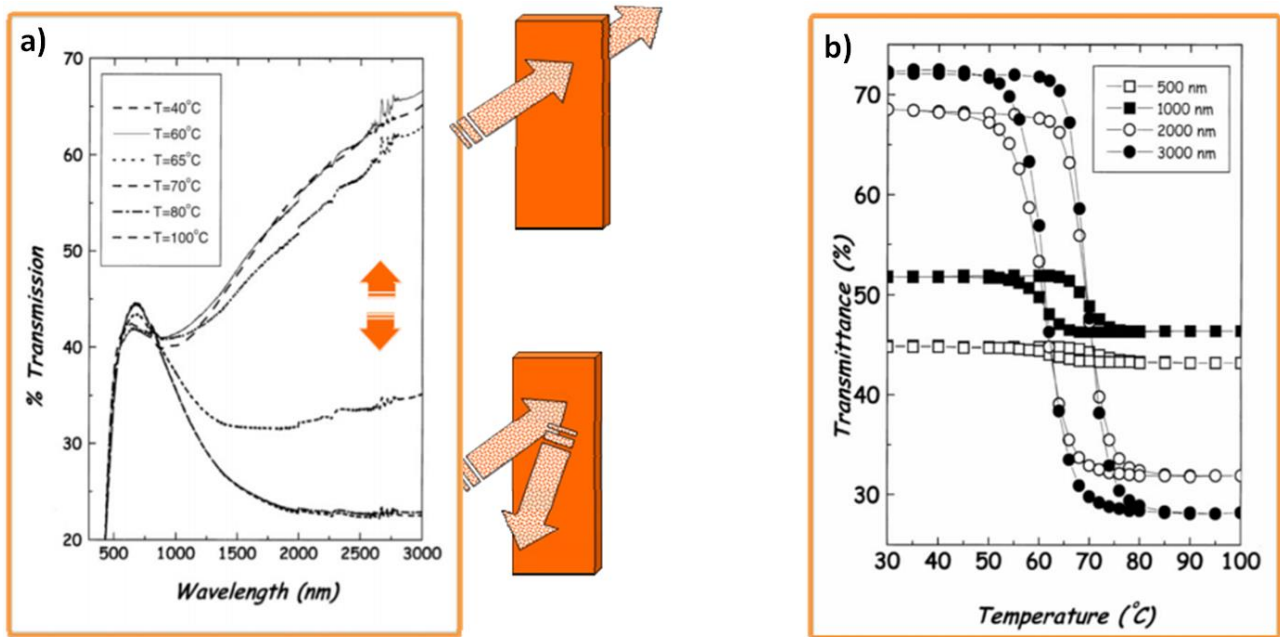 a)
70
60
50
40
30
20
% Transmission
T=40°C
T=60°C
T=65°C
T=70°C
T=80°C
T=100°C
500 1000 1500 2000 2500 3000
Wavelength (nm)
b)
70
60
50
40
30
Transmittance (%)
500 nm
1000 nm
2000 nm
3000 nm
30 40 50 60 70 80 90 100
Temperature (°C)